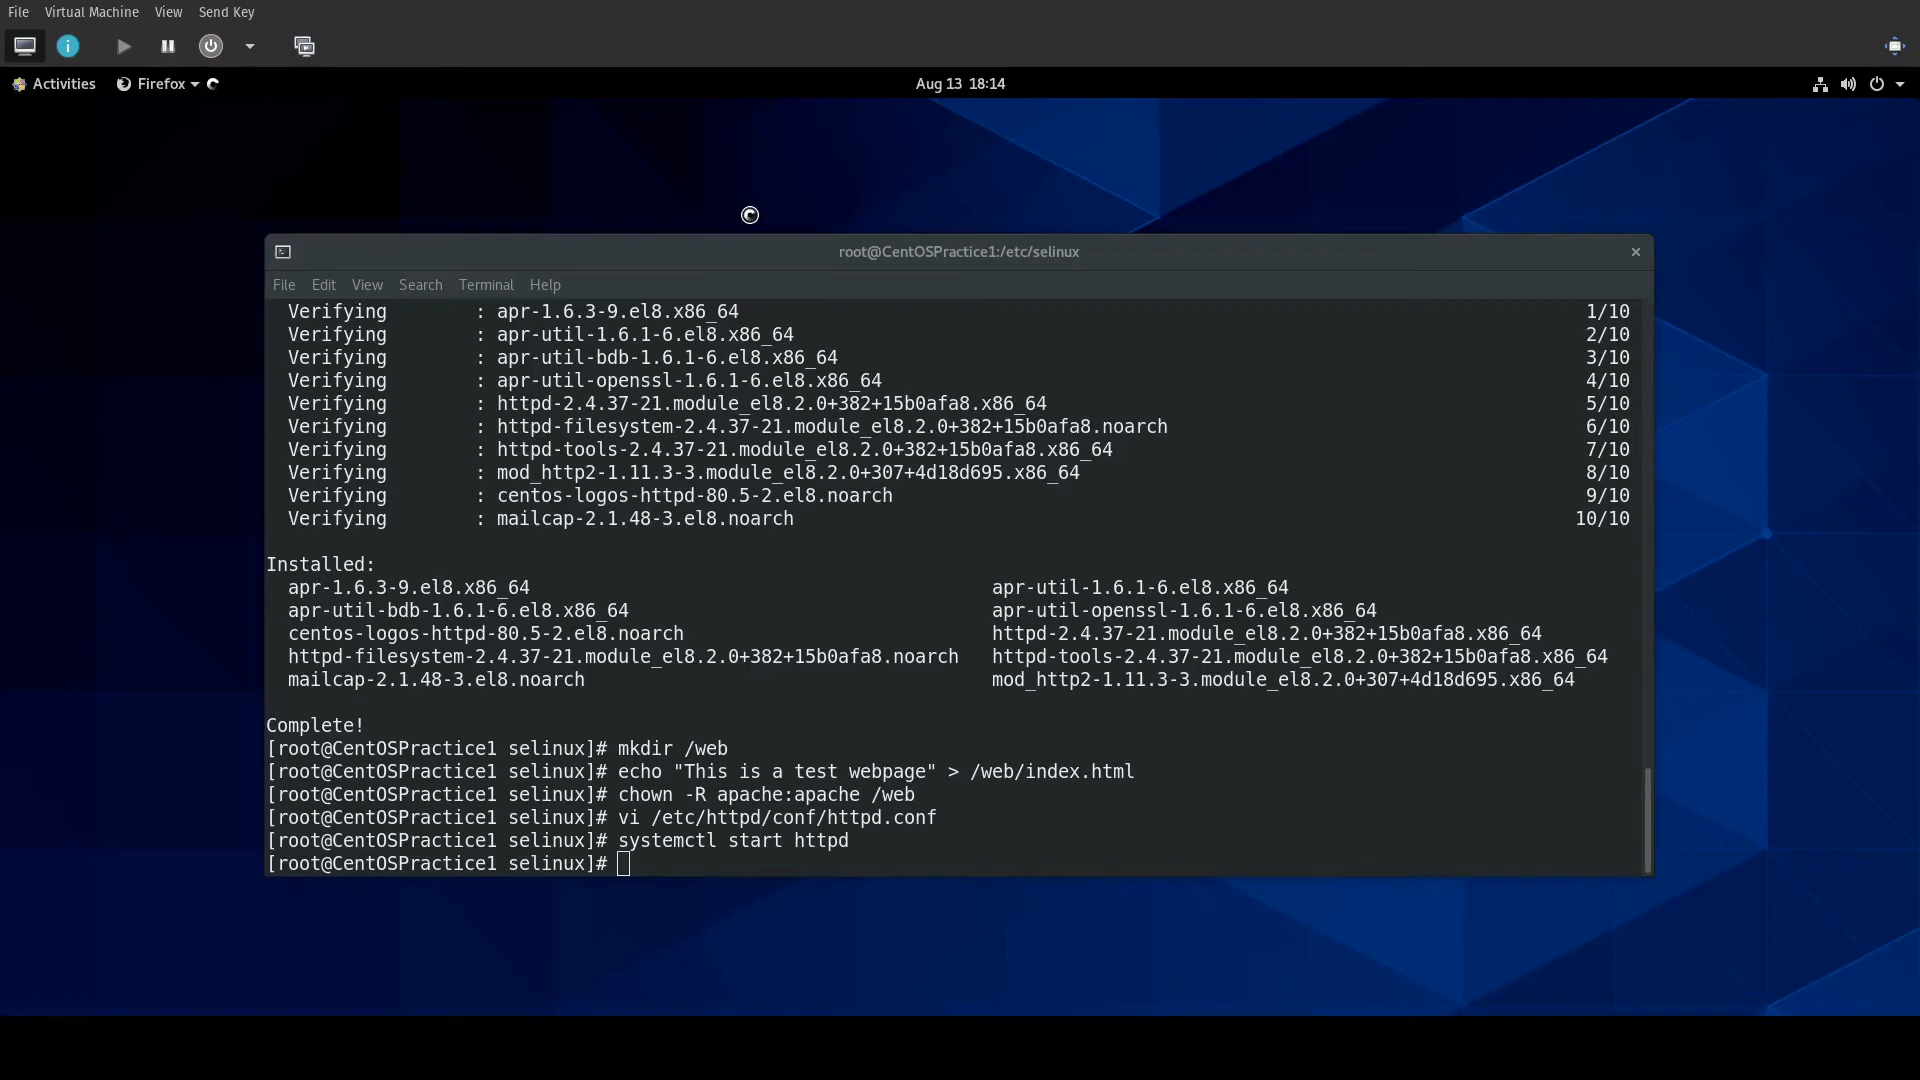 File Virtual Machine View Send Key
Activities Firefox Aug 13 18:14
root@CentOSPractice1:/etc/selinux
File Edit View Search Terminal Help
Verifying : apr-1.6.3-9.el8.x86_64 1/10
Verifying : apr-util-1.6.1-6.el8.x86_64 2/10
Verifying : apr-util-bdb-1.6.1-6.el8.x86_64 3/10
Verifying : apr-util-openssl-1.6.1-6.el8.x86_64 4/10
Verifying : httpd-2.4.37-21.module_el8.2.0+382+15b0afa8.x86_64 5/10
Verifying : httpd-filesystem-2.4.37-21.module_el8.2.0+382+15b0afa8.noarch 6/10
Verifying : httpd-tools-2.4.37-21.module_el8.2.0+382+15b0afa8.x86_64 7/10
Verifying : mod_http2-1.11.3-3.module_el8.2.0+307+4d18d695.x86_64 8/10
Verifying : centos-logos-httpd-80.5-2.el8.noarch 9/10
Verifying : mailcap-2.1.48-3.el8.noarch 10/10
Installed:
apr-1.6.3-9.el8.x86_64 apr-util-1.6.1-6.el8.x86_64
apr-util-bdb-1.6.1-6.el8.x86_64 apr-util-openssl-1.6.1-6.el8.x86_64
centos-logos-httpd-80.5-2.el8.noarch httpd-2.4.37-21.module_el8.2.0+382+15b0afa8.x86_64
httpd-filesystem-2.4.37-21.module_el8.2.0+382+15b0afa8.noarch httpd-tools-2.4.37-21.module_el8.2.0+382+15b0afa8.x86_64
mailcap-2.1.48-3.el8.noarch mod_http2-1.11.3-3.module_el8.2.0+307+4d18d695.x86_64
Complete!
[root@CentOSPractice1 selinux]# mkdir /web
[root@CentOSPractice1 selinux]# echo "This is a test webpage" > /web/index.html
[root@CentOSPractice1 selinux]# chown -R apache:apache /web
[root@CentOSPractice1 selinux]# vi /etc/httpd/conf/httpd.conf
[root@CentOSPractice1 selinux]# systemctl start httpd
[root@CentOSPractice1 selinux]#